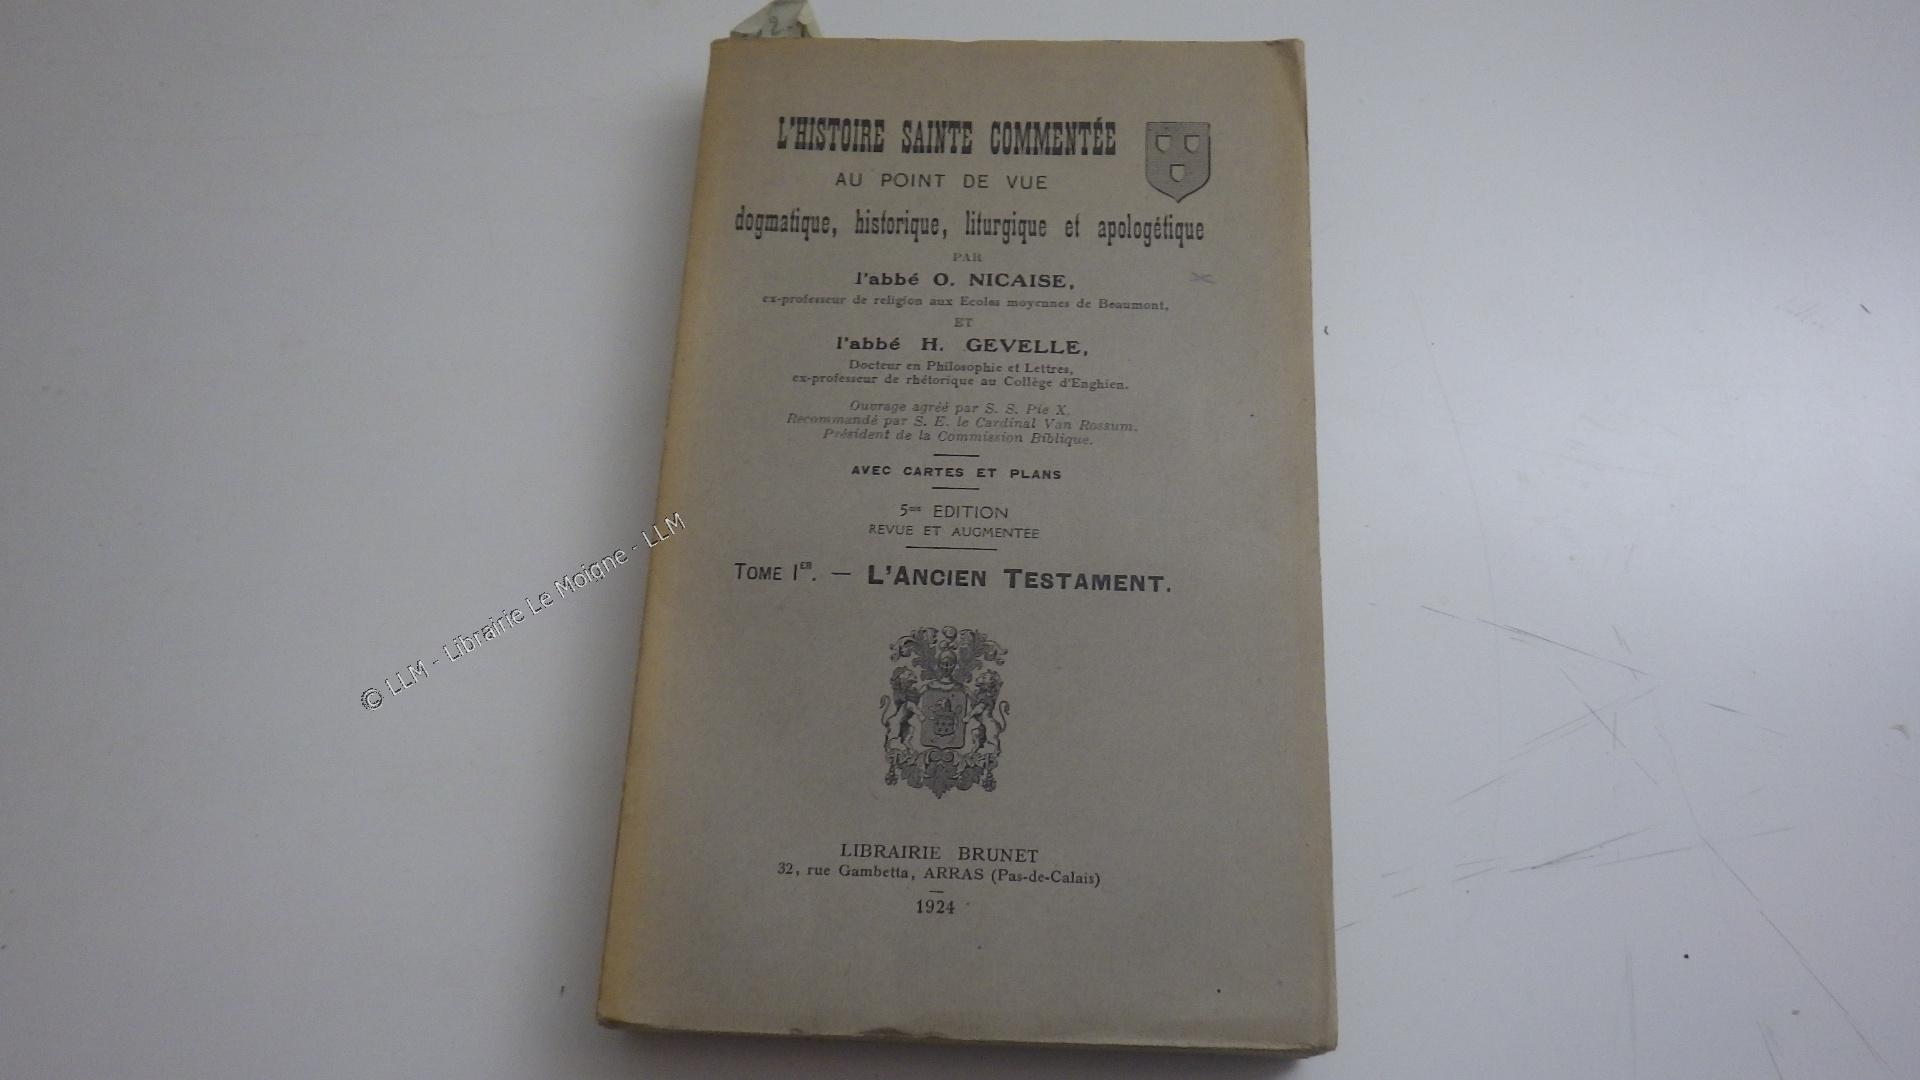 L'HISTOIRE SAINTE COMMENTÉE
AU POINT DE VUE
dogmatique, historique, liturgique et apologétique
PAR
l'abbé O. NICAISE,
ex-professeur de religion aux Ecoles moyennes de Beaumont,
ET
l'abbé H. GEVELLE,
Docteur en Philosophie et Lettres,
ex-professeur de rhétorique au Collège d'Enghien.
Ouvrage agréé par S. S. Pie X,
Recommandé par S. E. le Cardinal Van Rossum,
Président de la Commission Biblique.
AVEC CARTES ET PLANS
5me EDITION
REVUE ET AUGMENTEE
TOME Ier. — L'ANCIEN TESTAMENT.
LIBRAIRIE BRUNET
32, rue Gambetta, ARRAS (Pas-de-Calais)
1924
© LLM - Librairie Le Moigne - LLM